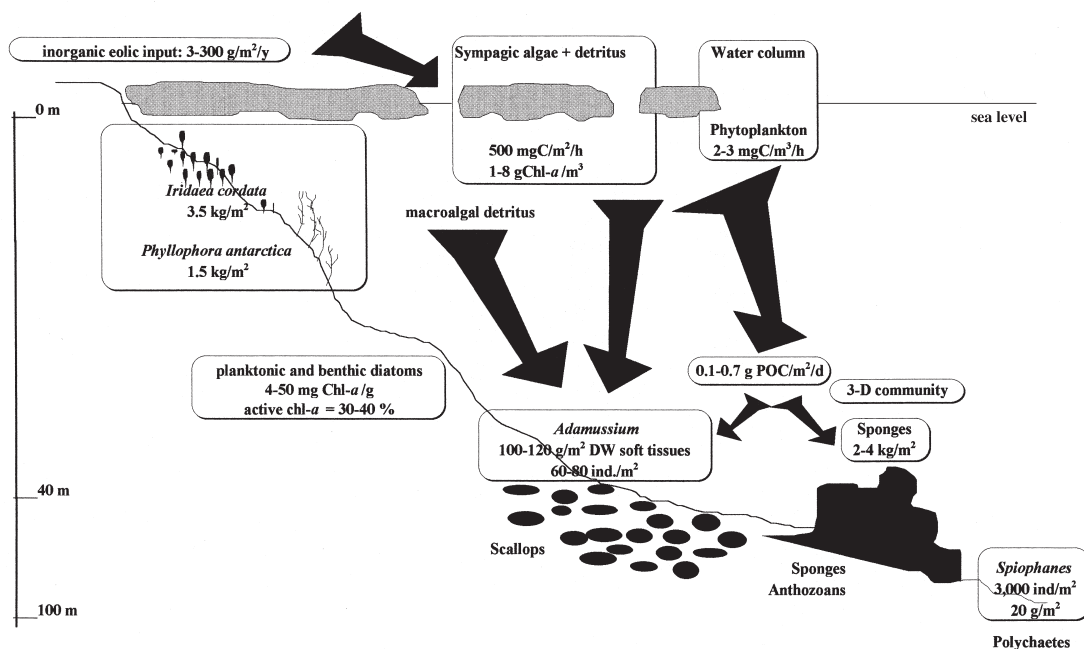 inorganic eolic input: 3-300 g/m²/y
Sympagic algae + detritus
Water column
0 m
sea level
Phytoplankton
2-3 mgC/m³/h
500 mgC/m²/h
1-8 gChl-a /m³
Iridaea cordata
3.5 kg/m²
macroalgal detritus
Phyllophora antarctica
1.5 kg/m²
planktonic and benthic diatoms
4-50 mg Chl-a/g
active chl-a = 30-40 %
0.1-0.7 g POC/m²/d
3-D community
Adamussium
100-120 g/m² DW soft tissues
60-80 ind./m²
Sponges
2-4 kg/m²
40 m
Scallops
Sponges
Anthozoans
Spiophanes
3,000 ind/m²
20 g/m²
100 m
Polychaetes